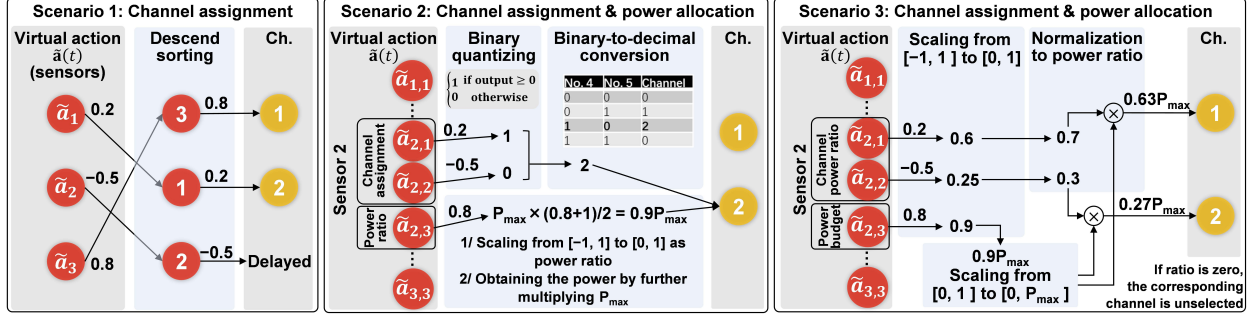 Scenario 1: Channel assignment
Virtual action
ã(t)
(sensors)
Descend
sorting
Ch.
ã₁
0.2
3
0.8
1
ã₂
−0.5
1
0.2
2
ã₃
0.8
2
−0.5
Delayed
Scenario 2: Channel assignment & power allocation
Virtual action
ã(t)
Binary
quantizing
Binary-to-decimal
conversion
Ch.
{1 if output ≥ 0
0 otherwise
No. 4 No. 5 Channel
0 0 0
0 1 1
1 0 2
1 1 0
Sensor 2
Channel
assignment
Power
ratio
ã₁,₁
ã₂,₁
0.2
1
ã₂,₂
−0.5
0
2
1
2
ã₂,₃
0.8
Pmax × (0.8+1)/2 = 0.9Pmax
1/ Scaling from [−1, 1] to [0, 1] as
power ratio
2/ Obtaining the power by further
multiplying Pmax
ã₃,₃
Scenario 3: Channel assignment & power allocation
Virtual action
ã(t)
Scaling from
[−1, 1 ] to [0, 1]
Normalization
to power ratio
Ch.
Sensor 2
Channel
power ratio
Power
budget
ã₁,₁
ã₂,₁
0.2
0.6
0.7
×
0.63Pmax
1
ã₂,₂
−0.5
0.25
0.3
×
0.27Pmax
2
ã₂,₃
0.8
0.9
0.9Pmax
Scaling from
[0, 1 ] to [0, Pmax ]
ã₃,₃
If ratio is zero,
the corresponding
channel is unselected